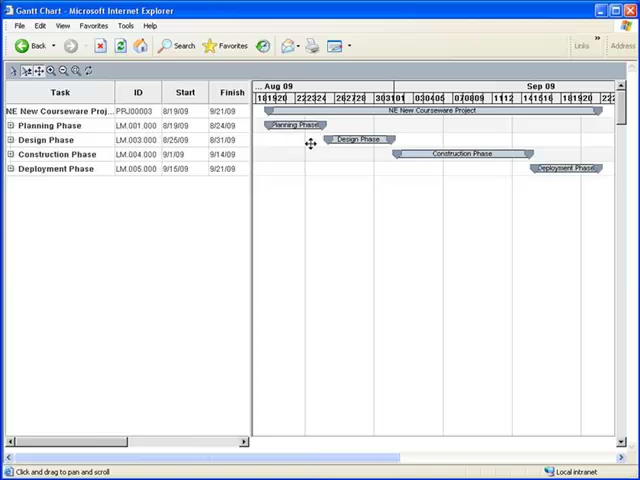 Gantt Chart - Microsoft Internet Explorer
File Edit View Favorites Tools Help
Back Search Favorites Links Address
Task ID Start Finish
... Aug 09 Sep 09
NE New Courseware Proj... PRJ00003 8/19/09 9/21/09 NE New Courseware Project
Planning Phase LM.001.000 8/19/09 8/24/09 Planning Phase
Design Phase LM.003.000 8/25/09 8/31/09 Design Phase
Construction Phase LM.004.000 9/1/09 9/14/09 Construction Phase
Deployment Phase LM.005.000 9/15/09 9/21/09 Deployment Phase
Click and drag to pan and scroll Local intranet